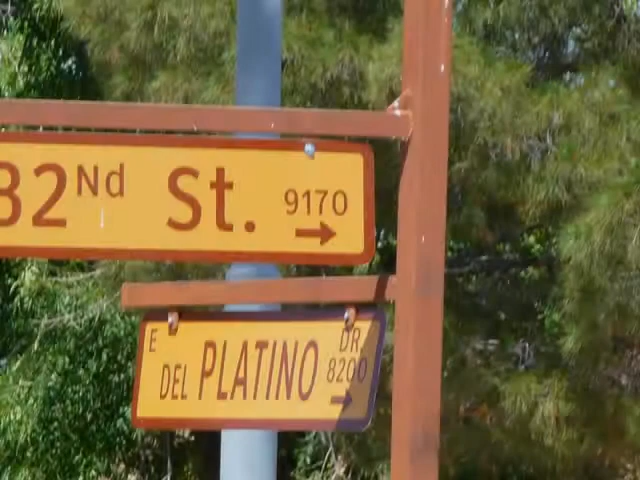 82Nd St. 9170 →
E DEL PLATINO DR 8200 →